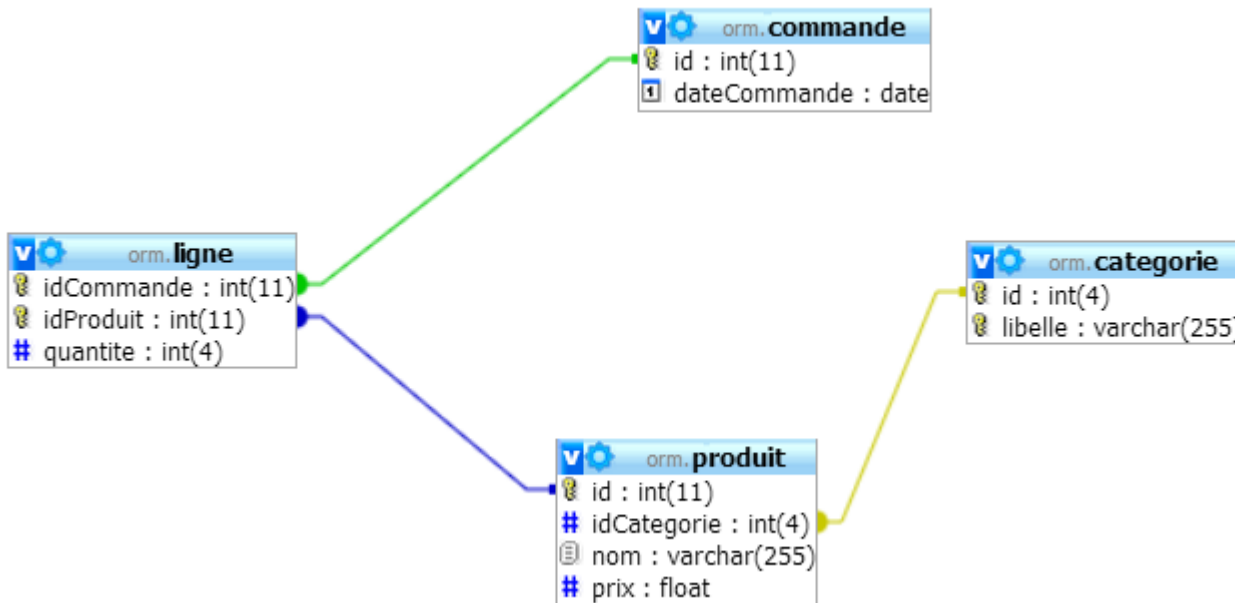 orm.commande
id : int(11)
dateCommande : date
orm.ligne
idCommande : int(11)
idProduit : int(11)
# quantite : int(4)
orm.categorie
id : int(4)
libelle : varchar(255)
orm.produit
id : int(11)
# idCategorie : int(4)
nom : varchar(255)
# prix : float